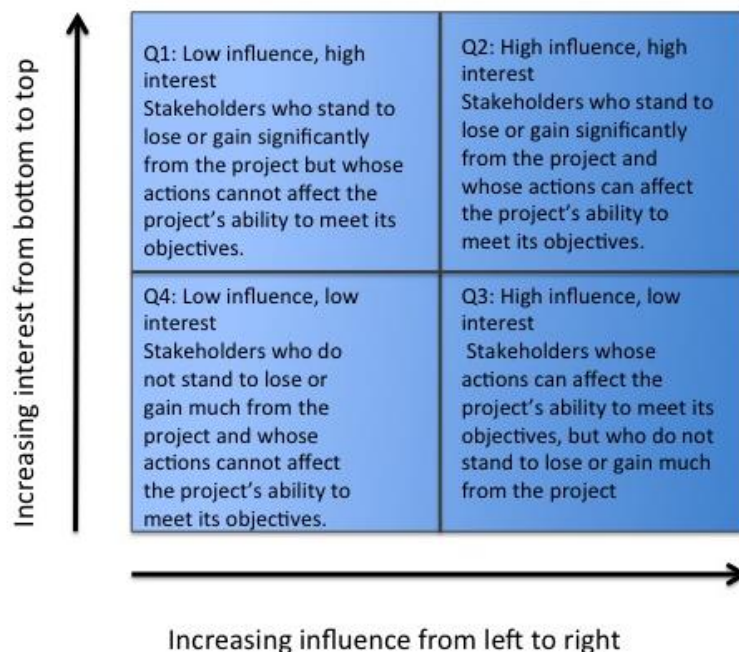 Increasing interest from bottom to top
Q1: Low influence, high
interest
Stakeholders who stand to
lose or gain significantly
from the project but whose
actions cannot affect the
project's ability to meet its
objectives.
Q2: High influence, high
interest
Stakeholders who stand to
lose or gain significantly
from the project and
whose actions can affect
the project's ability to
meet its objectives.
Q4: Low influence, low
interest
Stakeholders who do
not stand to lose or
gain much from the
project and whose
actions cannot affect
the project's ability to
meet its objectives.
Q3: High influence, low
interest
Stakeholders whose
actions can affect the
project's ability to meet its
objectives, but who do not
stand to lose or gain much
from the project
Increasing influence from left to right